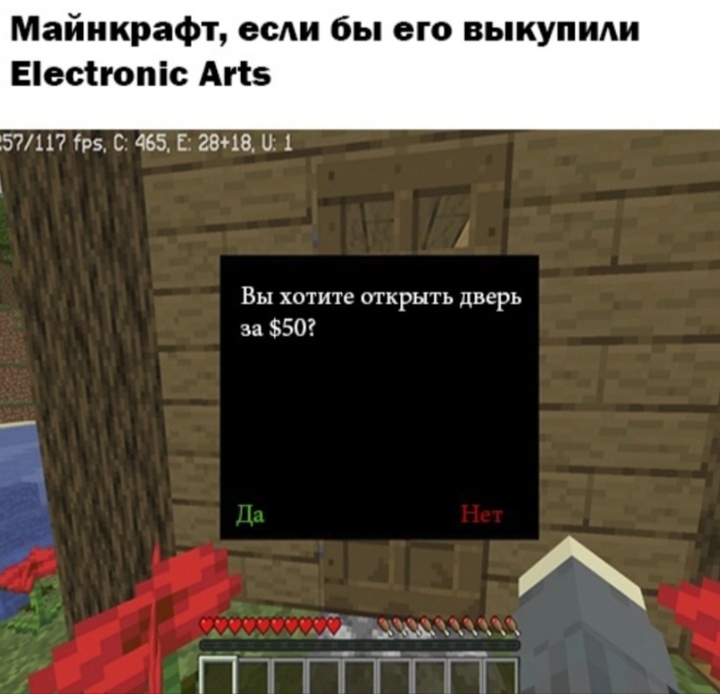 Майнкрафт, если бы его выкупили
Electronic Arts
57/117 fps, C: 465, E: 28+18, U: 1
Вы хотите открыть дверь
за $50?
Да
Нет